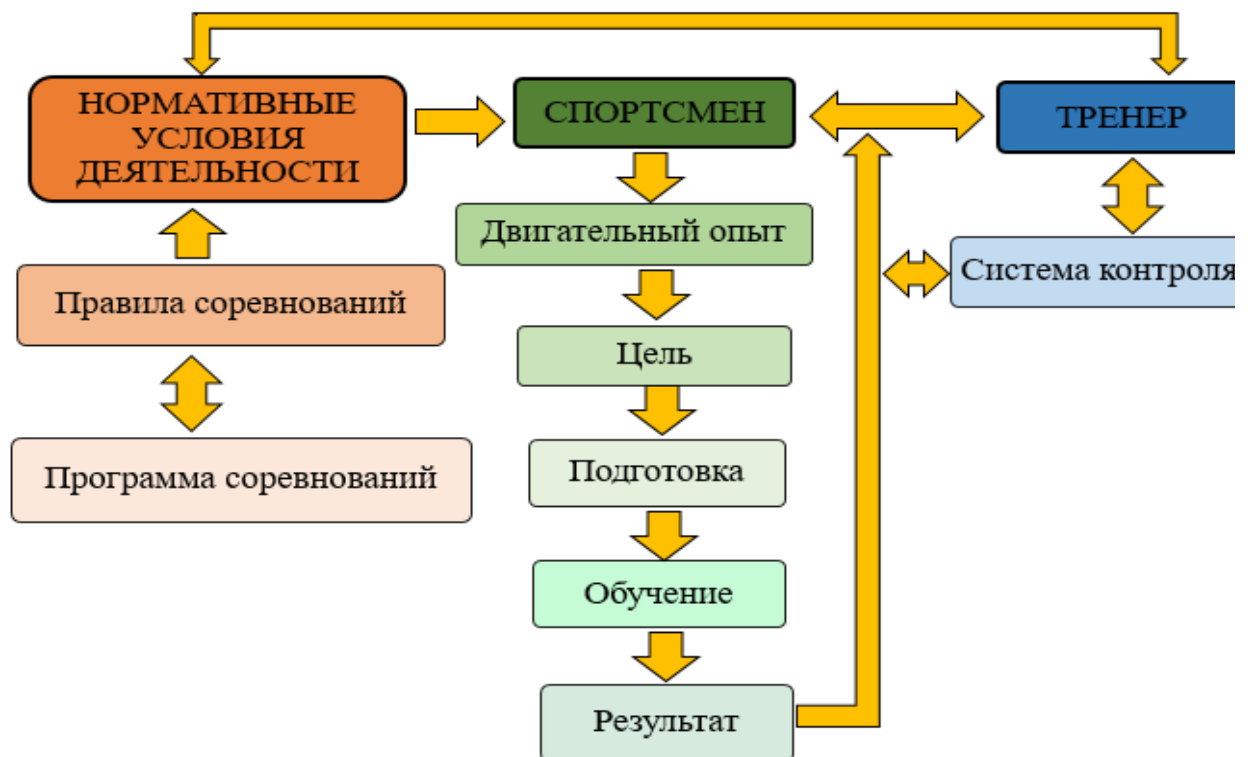 НОРМАТИВНЫЕ
УСЛОВИЯ
ДЕЯТЕЛЬНОСТИ
СПОРТСМЕН
ТРЕНЕР
Правила соревнований
Программа соревнований
Двигательный опыт
Цель
Подготовка
Обучение
Результат
Система контроля